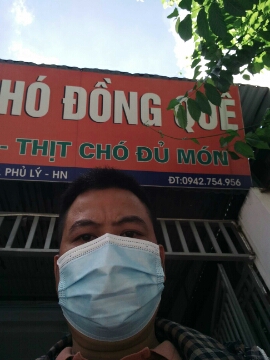 HÓ ĐỒNG QUÊ
- THỊT CHÓ ĐỦ MÓN
PHỦ LÝ - HN
ĐT:0942.754.956